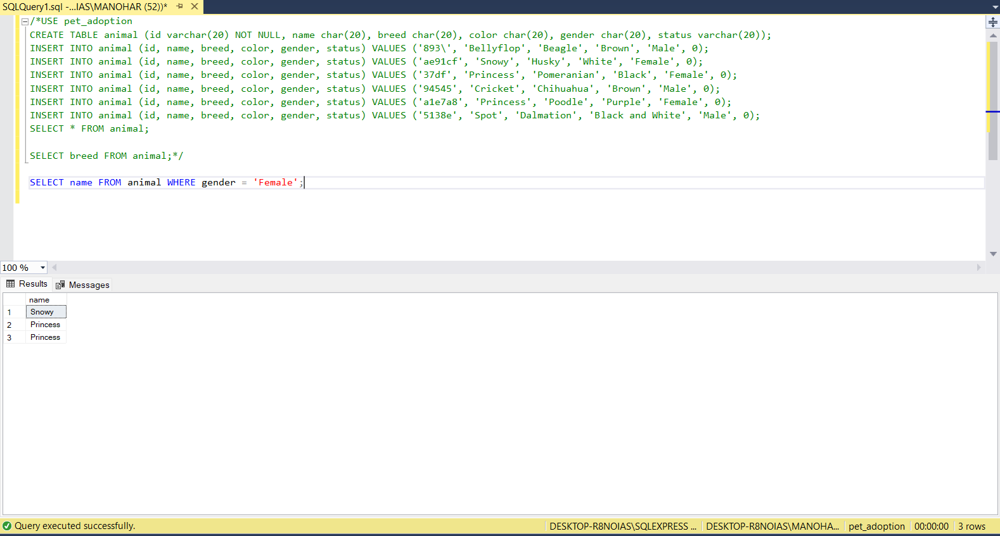 SQLQuery1.sql -...IAS\MANOHAR (52))*
/*USE pet_adoption
CREATE TABLE animal (id varchar(20) NOT NULL, name char(20), breed char(20), color char(20), gender char(20), status varchar(20));
INSERT INTO animal (id, name, breed, color, gender, status) VALUES ('893\', 'Bellyflop', 'Beagle', 'Brown', 'Male', 0);
INSERT INTO animal (id, name, breed, color, gender, status) VALUES ('ae91cf', 'Snowy', 'Husky', 'White', 'Female', 0);
INSERT INTO animal (id, name, breed, color, gender, status) VALUES ('37df', 'Princess', 'Pomeranian', 'Black', 'Female', 0);
INSERT INTO animal (id, name, breed, color, gender, status) VALUES ('94545', 'Cricket', 'Chihuahua', 'Brown', 'Male', 0);
INSERT INTO animal (id, name, breed, color, gender, status) VALUES ('a1e7a8', 'Princess', 'Poodle', 'Purple', 'Female', 0);
INSERT INTO animal (id, name, breed, color, gender, status) VALUES ('5138e', 'Spot', 'Dalmation', 'Black and White', 'Male', 0);
SELECT * FROM animal;
SELECT breed FROM animal;*/
SELECT name FROM animal WHERE gender = 'Female';
100 %
Results Messages
name
1 Snowy
2 Princess
3 Princess
Query executed successfully. DESKTOP-R8NOIAS\SQLEXPRESS ... DESKTOP-R8NOIAS\MANOHA... pet_adoption 00:00:00 3 rows